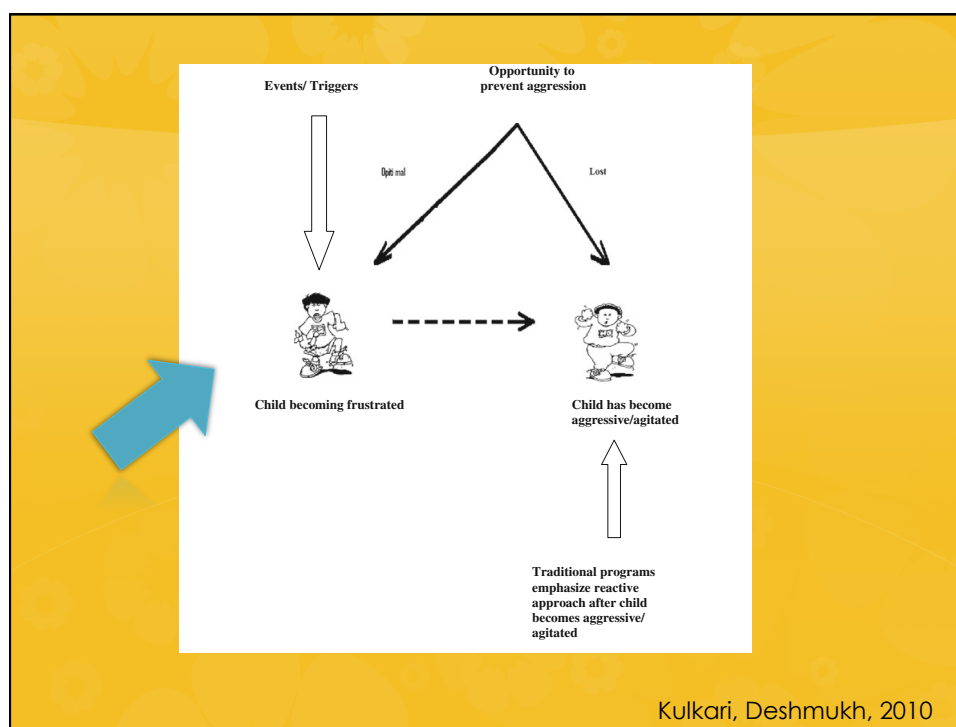 Events/ Triggers
Opportunity to
prevent aggression
Opiti mal
Lost
Child becoming frustrated
Child has become
aggressive/agitated
Traditional programs
emphasize reactive
approach after child
becomes aggressive/
agitated
Kulkari, Deshmukh, 2010